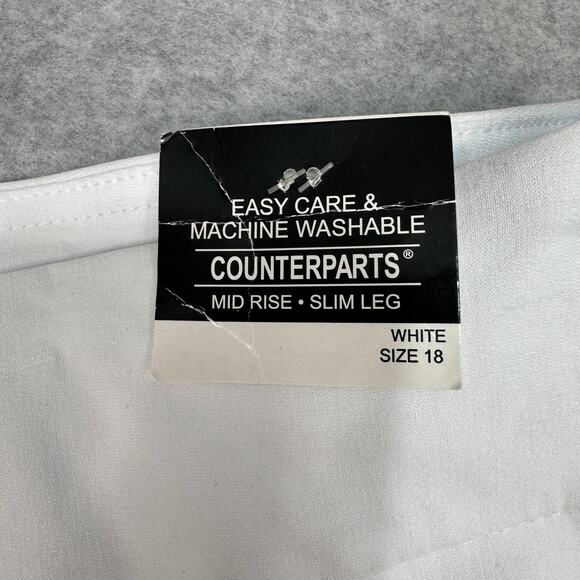 EASY CARE &
MACHINE WASHABLE
COUNTERPARTS®
MID RISE • SLIM LEG
WHITE
SIZE 18